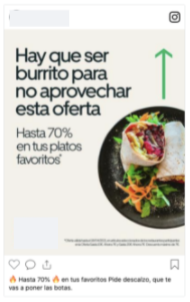 Hay que ser
burrito para
no aprovechar
esta oferta
Hasta 70%
en tus platos
favoritos*
🔥 Hasta 70% 🔥 en tus favoritos Pide descalzo, que te
vas a poner las botas.